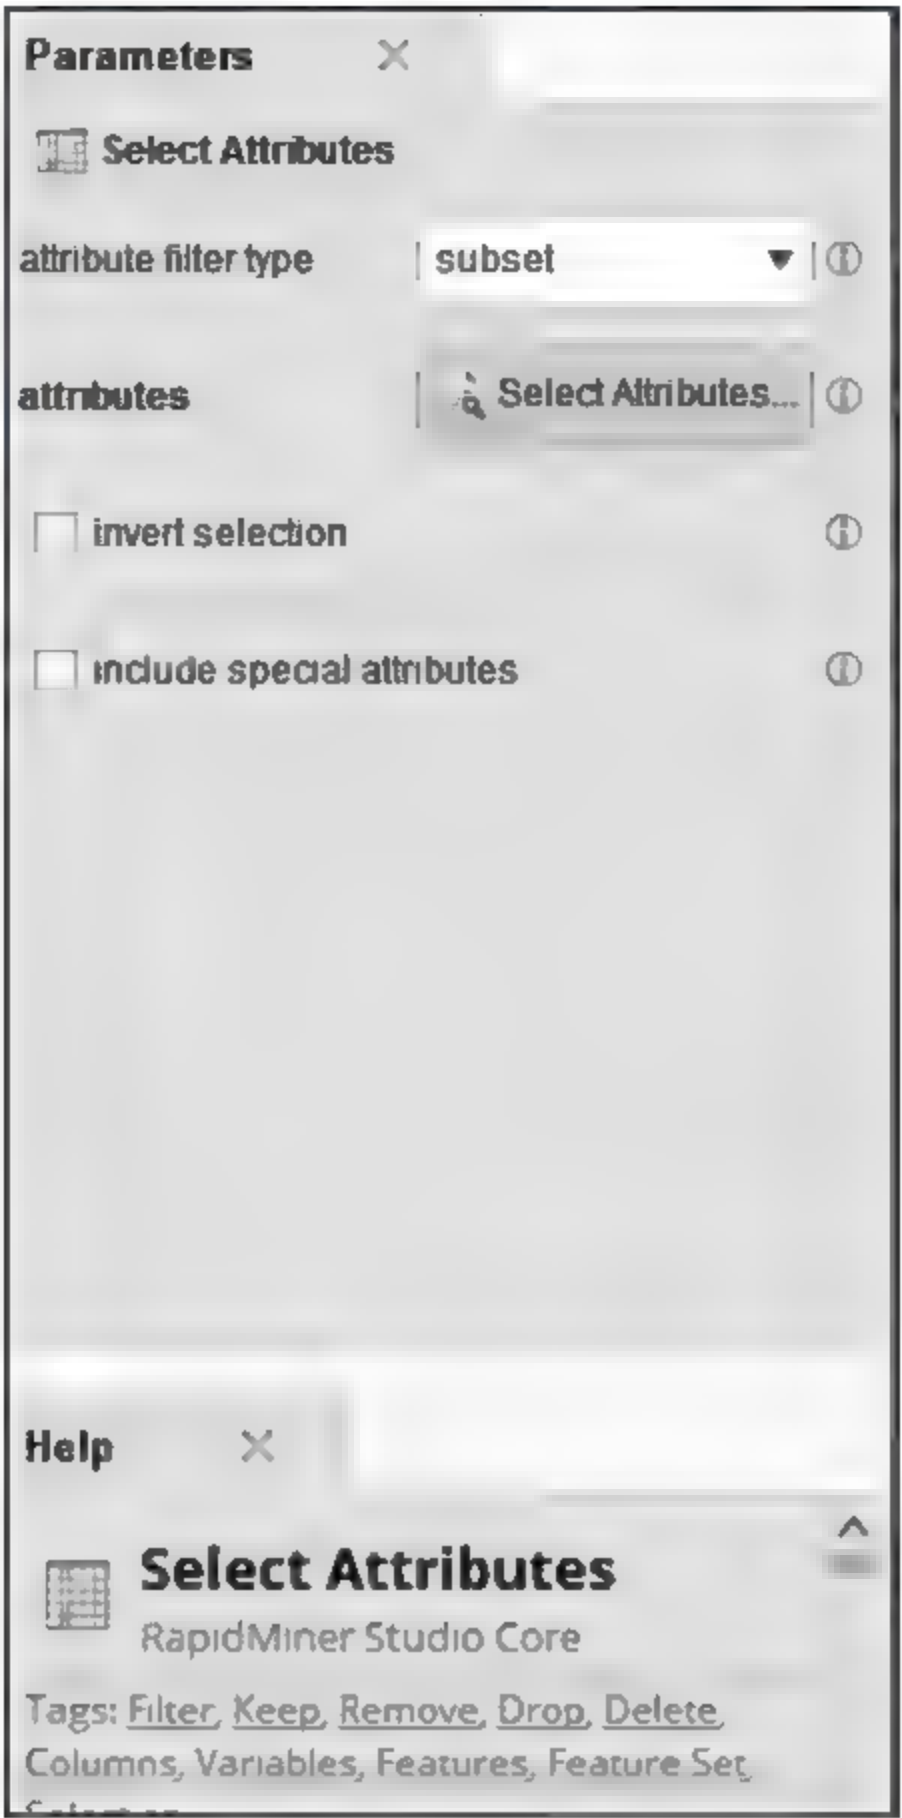 Parameters
Select Attributes
attribute filter type
subset
attributes
Select Attributes...
invert selection
include special attributes
Help
Select Attributes
RapidMiner Studio Core
Tags: Filter, Keep, Remove, Drop, Delete,
Columns, Variables, Features, Feature Set,